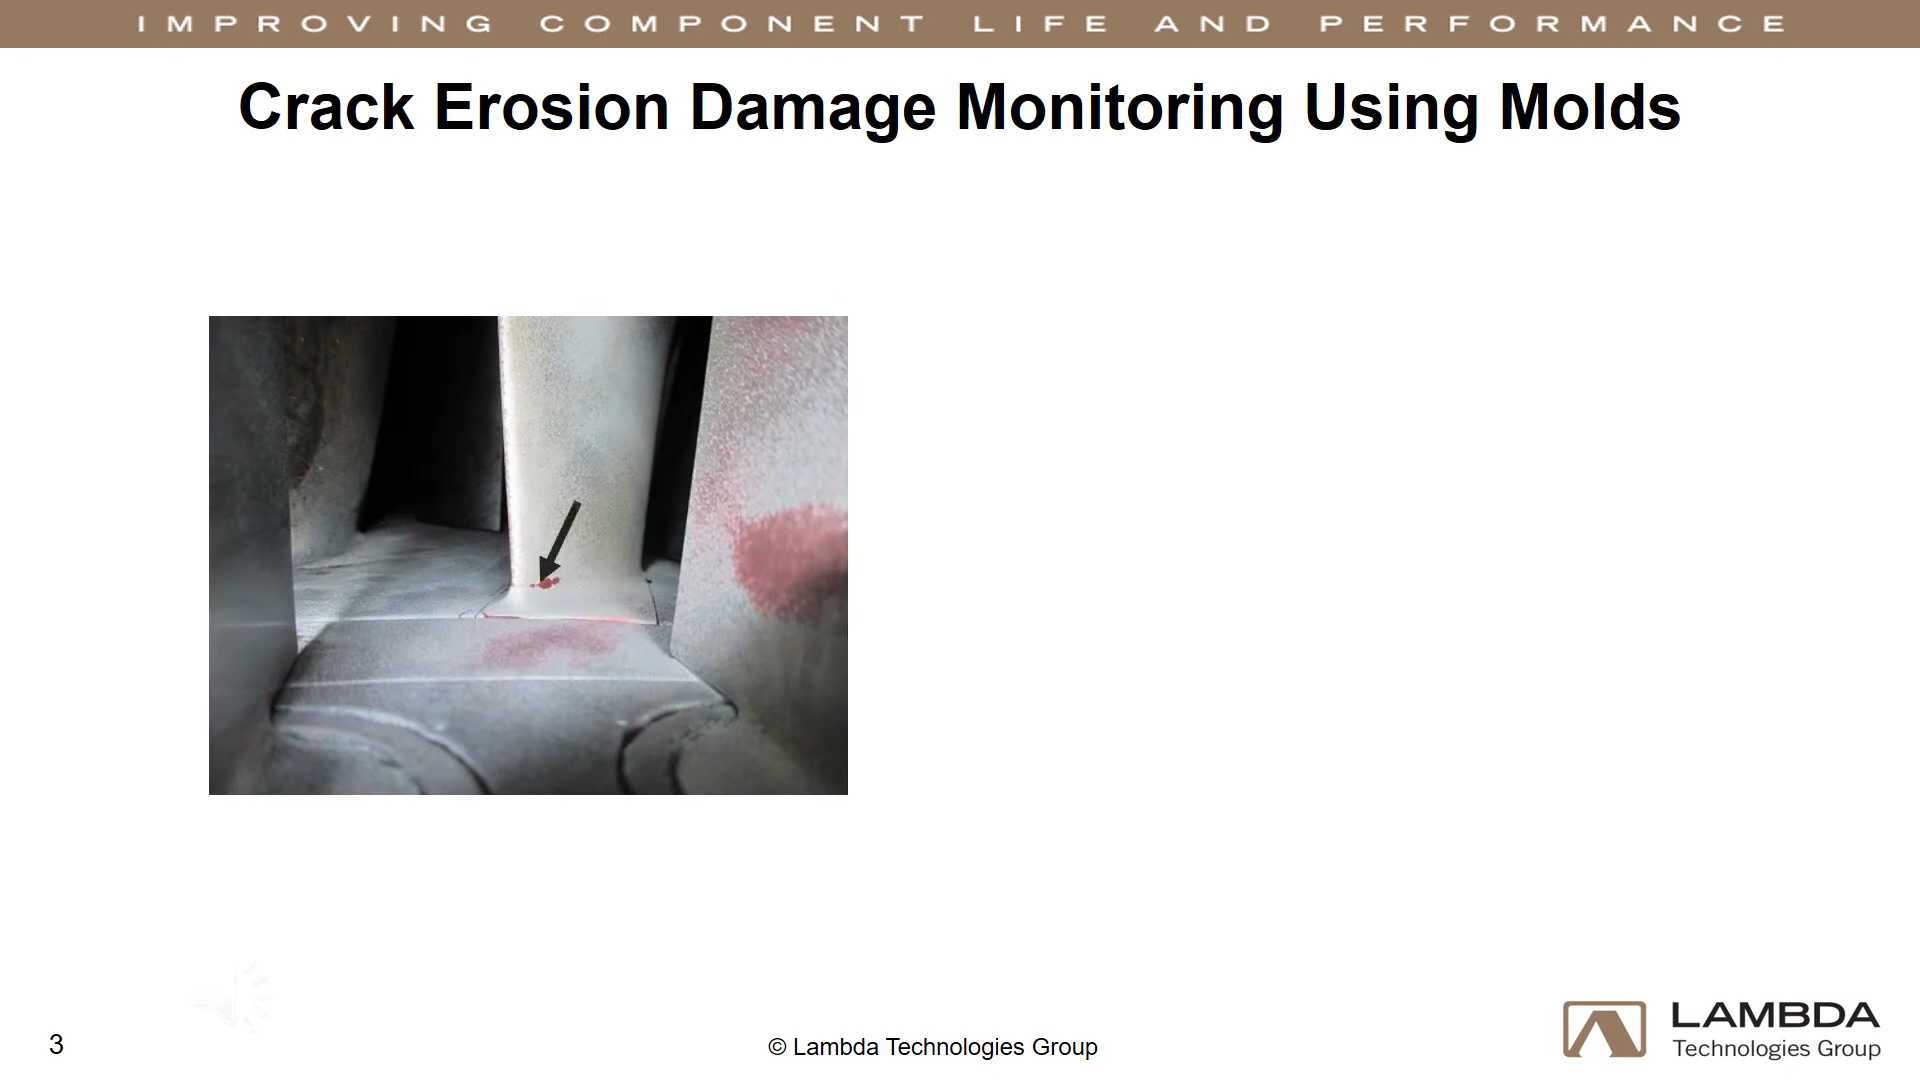 IMPROVING COMPONENT LIFE AND PERFORMANCE
Crack Erosion Damage Monitoring Using Molds
3
© Lambda Technologies Group
LAMBDA
Technologies Group